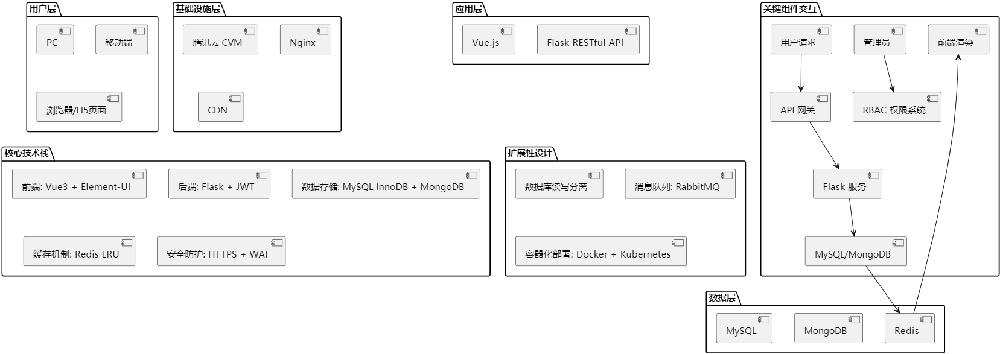 用户层
PC
移动端
浏览器/H5页面
基础设施层
腾讯云 CVM
Nginx
CDN
应用层
Vue.js
Flask RESTful API
关键组件交互
用户请求
管理员
前端渲染
API 网关
RBAC 权限系统
Flask 服务
MySQL/MongoDB
核心技术栈
前端: Vue3 + Element-UI
后端: Flask + JWT
数据存储: MySQL InnoDB + MongoDB
缓存机制: Redis LRU
安全防护: HTTPS + WAF
扩展性设计
数据库读写分离
消息队列: RabbitMQ
容器化部署: Docker + Kubernetes
数据层
MySQL
MongoDB
Redis